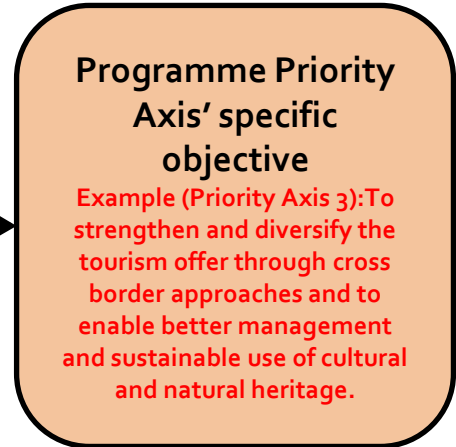 Programme Priority
Axis’ specific
objective
Example (Priority Axis 3):To
strengthen and diversify the
tourism offer through cross
border approaches and to
enable better management
and sustainable use of cultural
and natural heritage.